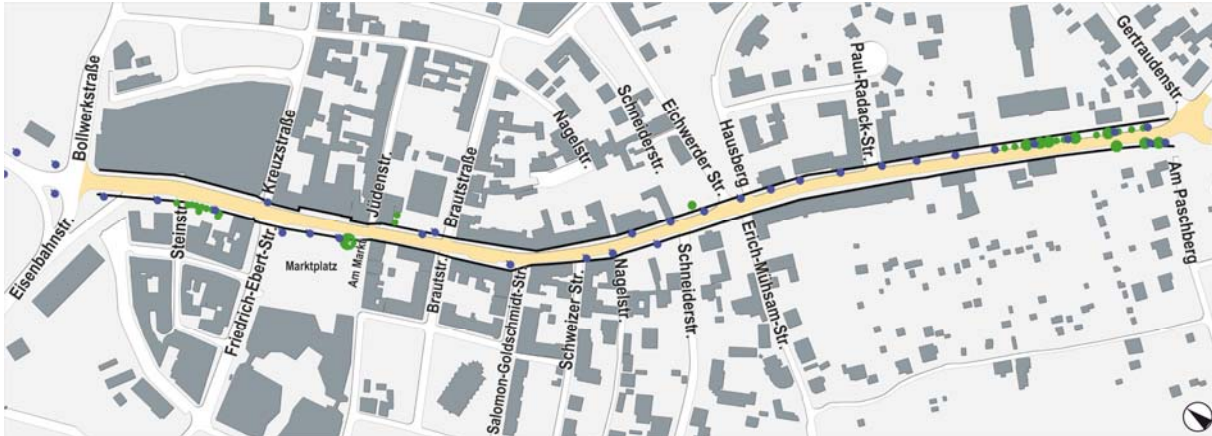 Bollwerkstraße
Eisenbahnstr.
Steinstr.
Friedrich-Ebert-Str.
Kreuzstraße
Marktplatz
Am Markt
Jüdenstr.
Brautstraße
Brautstr.
Salomon-Goldschmidt-Str.
Nagelstr.
Schweizer Str.
Nagelstr.
Schneiderstr.
Eichwerder Str.
Schneiderstr.
Hausberg
Erich-Mühsam-Str.
Paul-Radack-Str.
Gertraudenstr
Am Paschberg